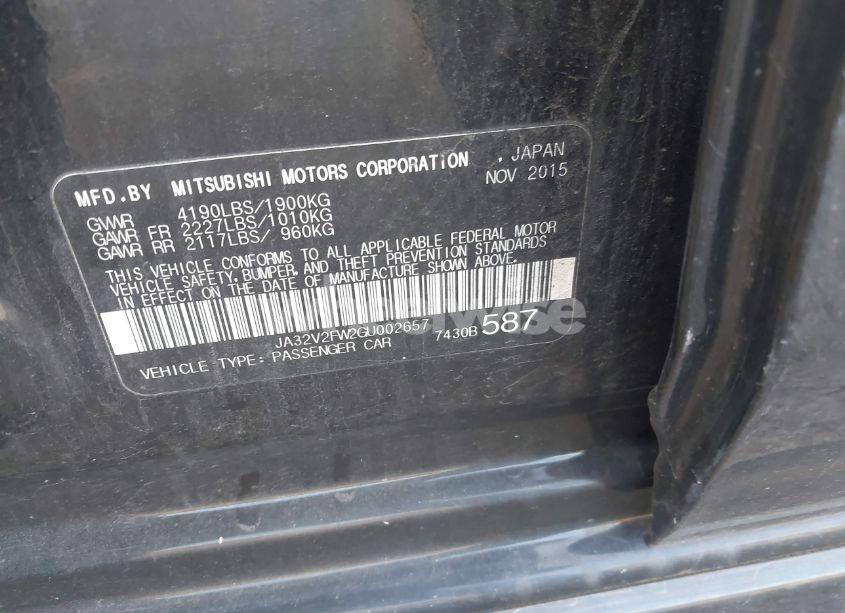 MFD.BY MITSUBISHI MOTORS CORPORATION . JAPAN
NOV 2015
GVWR 4190LBS/1900KG
GAWR FR 2227LBS/1010KG
GAWR RR 2117LBS/ 960KG
THIS VEHICLE CONFORMS TO ALL APPLICABLE FEDERAL MOTOR
VEHICLE SAFETY, BUMPER, AND THEFT PREVENTION STANDARDS
IN EFFECT ON THE DATE OF MANUFACTURE SHOWN ABOVE.
JA32V2FW2GU002657 7430B 587
VEHICLE TYPE: PASSENGER CAR